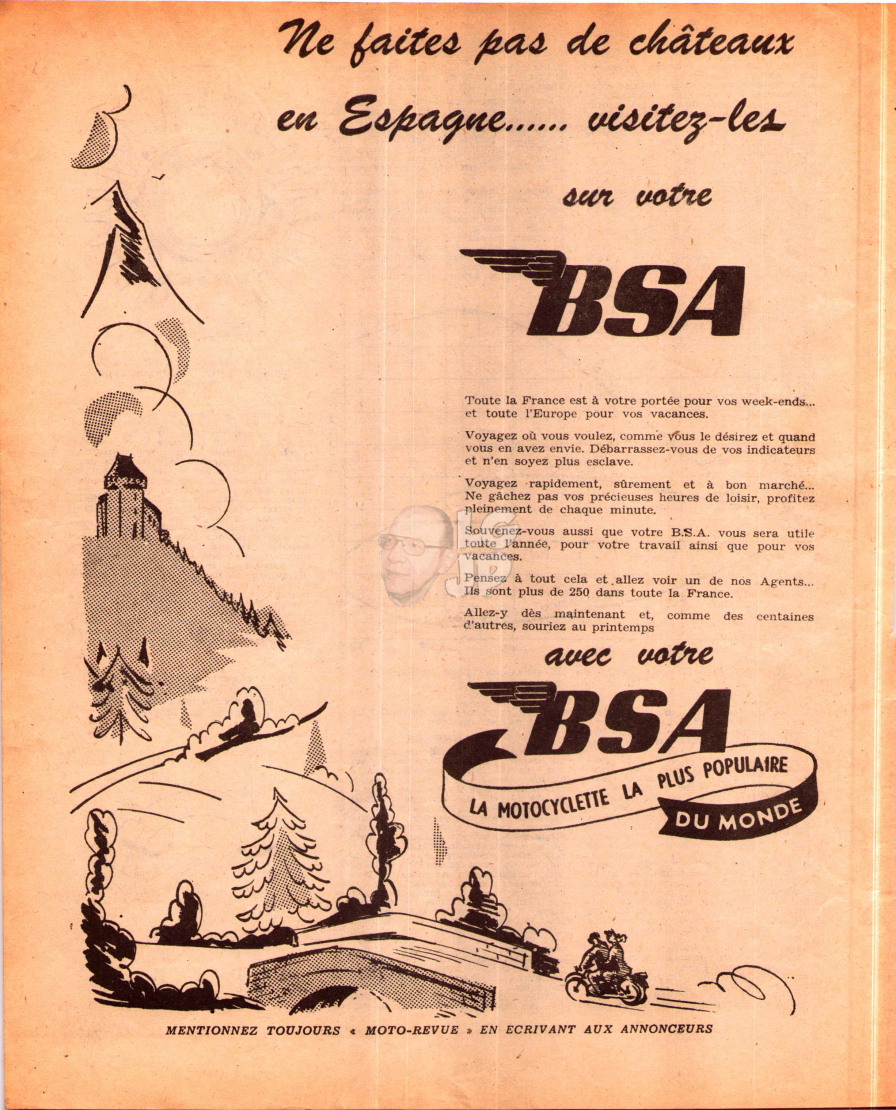 Ne faites pas de châteaux
en Espagne...... visitez-les
sur votre
BSA
Toute la France est à votre portée pour vos week-ends...
et toute l'Europe pour vos vacances.
Voyagez où vous voulez, comme vous le désirez et quand
vous en avez envie. Débarrassez-vous de vos indicateurs
et n'en soyez plus esclave.
Voyagez rapidement, sûrement et à bon marché...
Ne gâchez pas vos précieuses heures de loisir, profitez
pleinement de chaque minute.
Souvenez-vous aussi que votre B.S.A. vous sera utile
toute l'année, pour votre travail ainsi que pour vos
vacances.
Pensez à tout cela et allez voir un de nos Agents...
Ils sont plus de 250 dans toute la France.
Allez-y dès maintenant et, comme des centaines
d'autres, souriez au printemps
avec votre
BSA
LA MOTOCYCLETTE LA PLUS POPULAIRE
DU MONDE
MENTIONNEZ TOUJOURS « MOTO-REVUE » EN ECRIVANT AUX ANNONCEURS